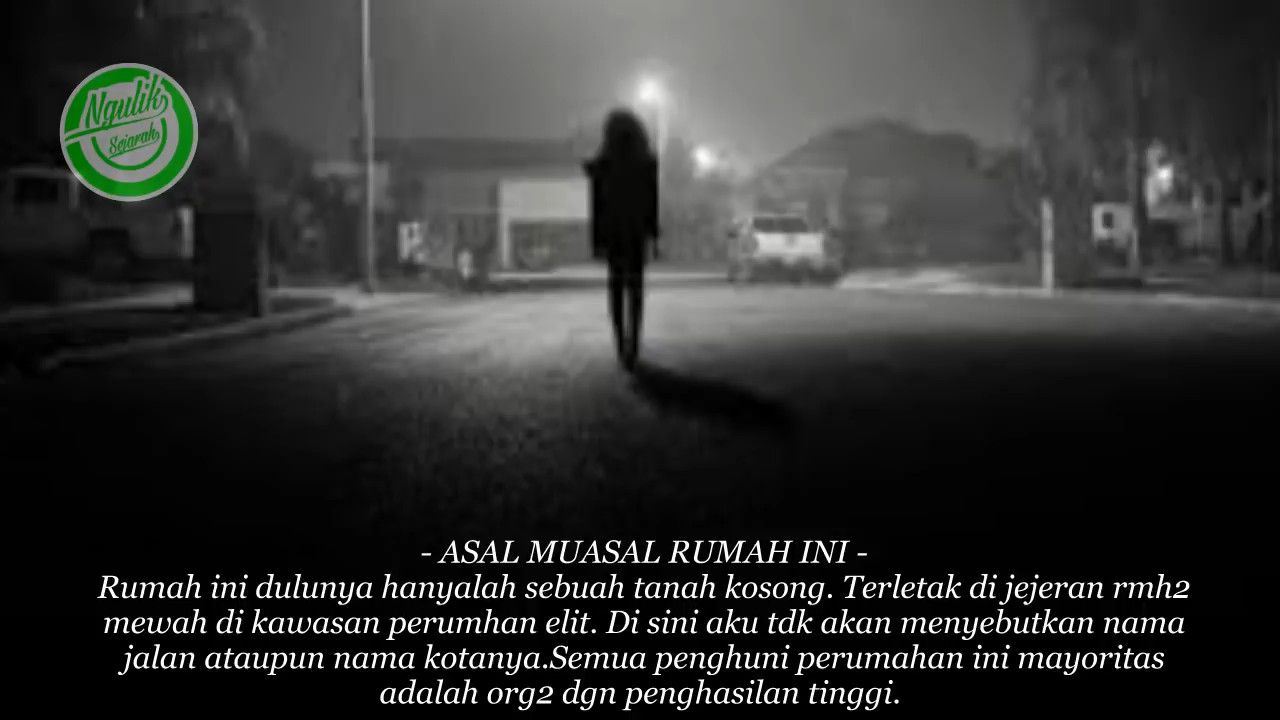 Ngulik
Sejarah
- ASAL MUASAL RUMAH INI -
Rumah ini dulunya hanyalah sebuah tanah kosong. Terletak di jejeran rmh2
mewah di kawasan perumhan elit. Di sini aku tdk akan menyebutkan nama
jalan ataupun nama kotanya.Semua penghuni perumahan ini mayoritas
adalah org2 dgn penghasilan tinggi.